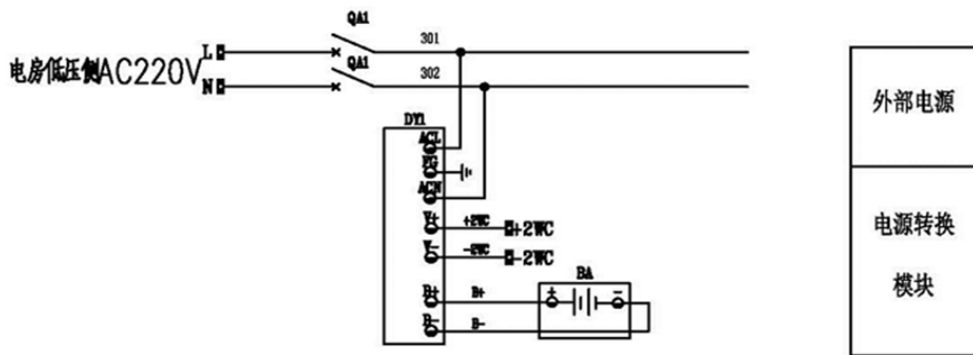 QA1
L
301
电房低压侧AC220V
QA1
N
302
DY1
ACL
FG
ACN
V+
+2WC
+2WC
V-
-2WC
-2WC
BA
B+
B+
+
-
B-
B-
外部电源
电源转换
模块